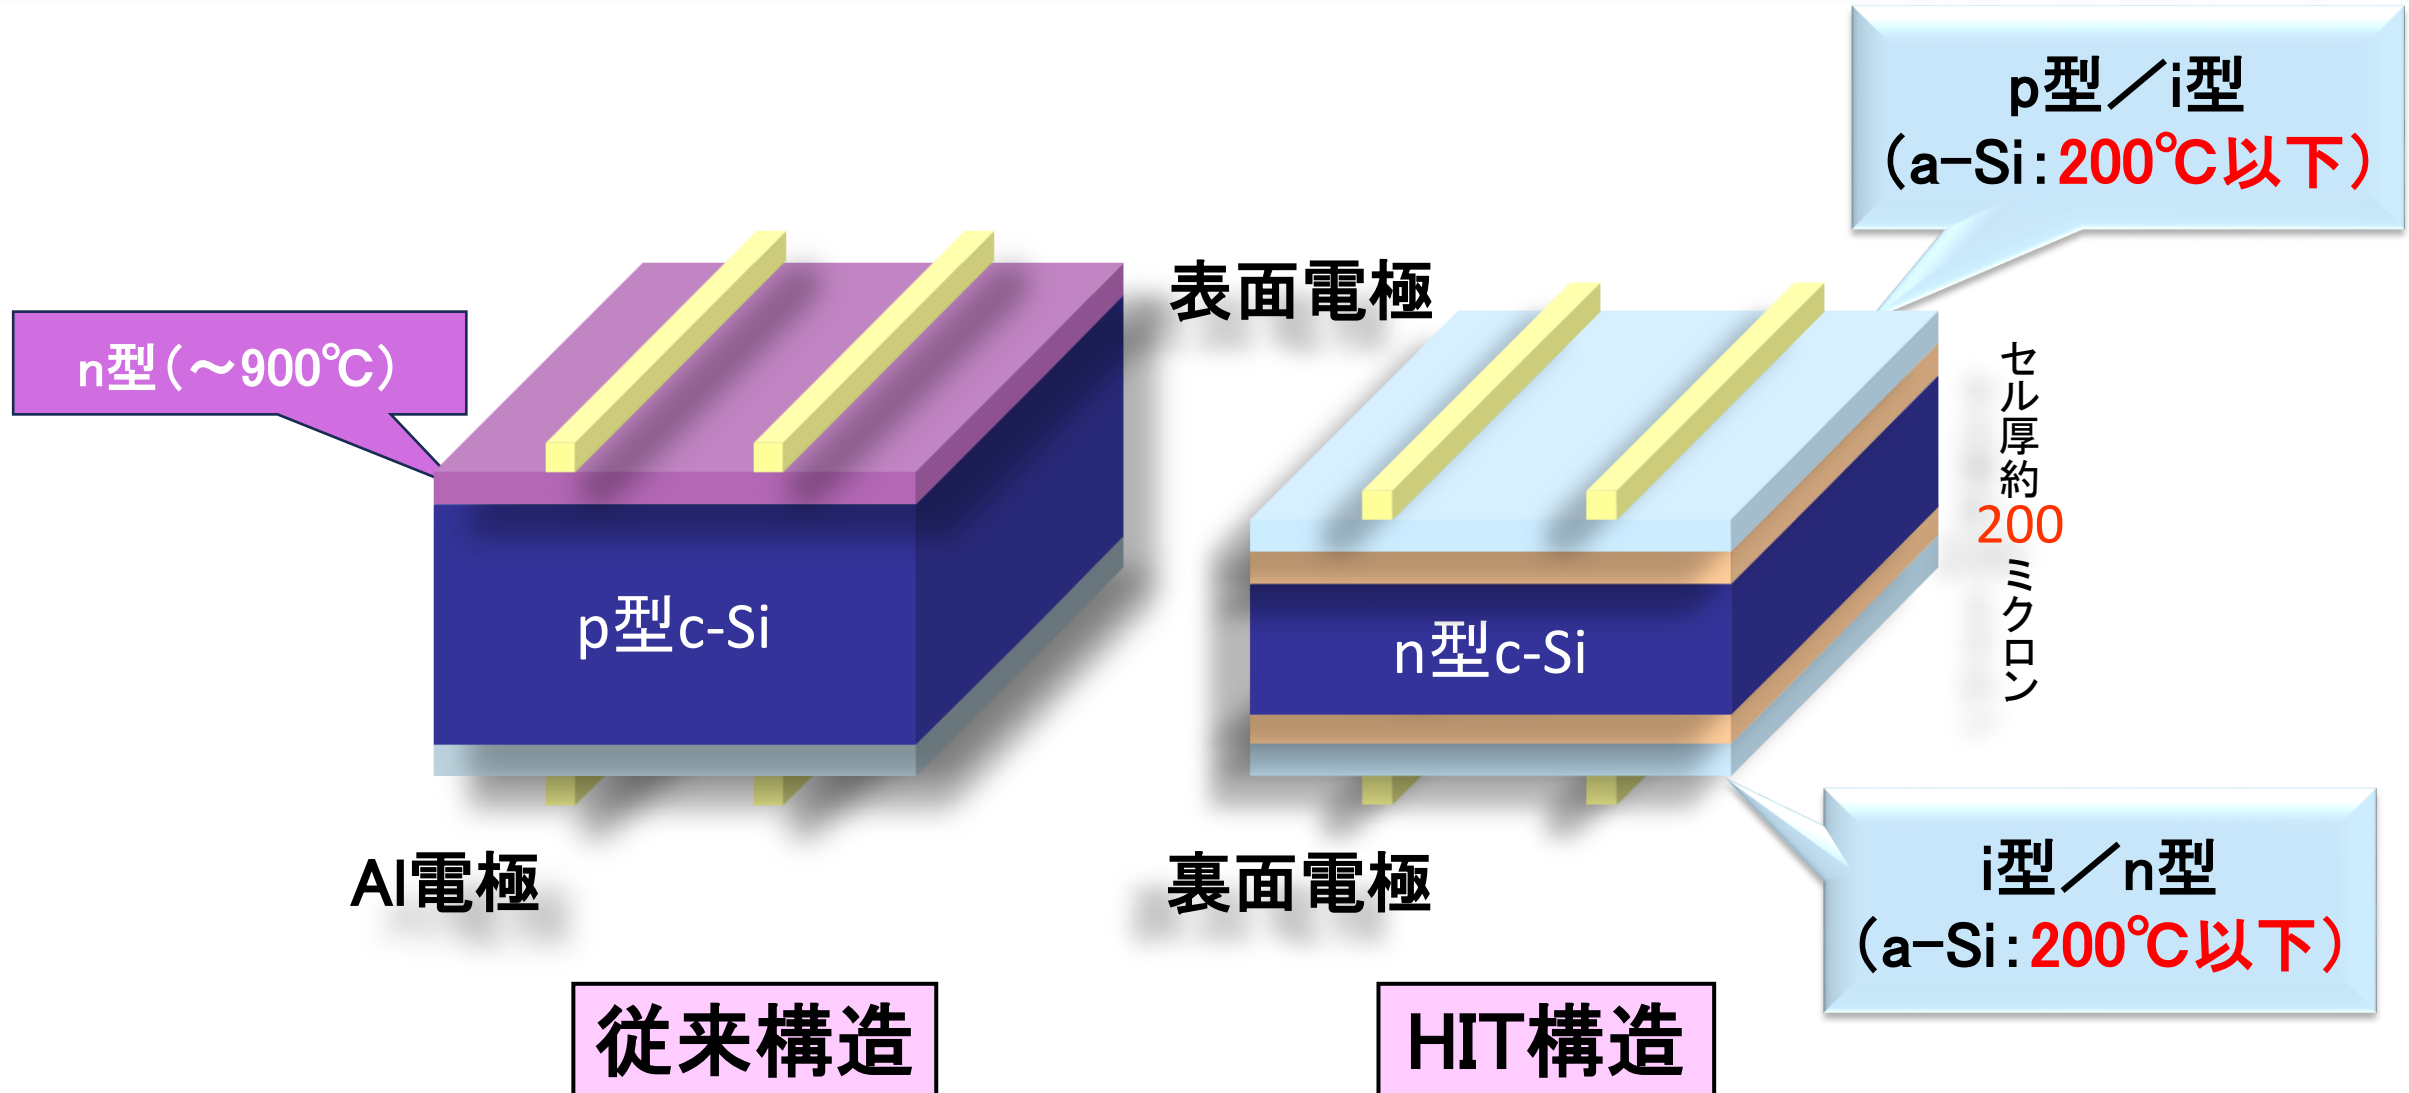 p型／i型
（a-Si：200℃以下）
表面電極
n型（～900℃）
セル厚約200ミクロン
p型c-Si
n型c-Si
Al電極
裏面電極
i型／n型
（a-Si：200℃以下）
従来構造
HIT構造